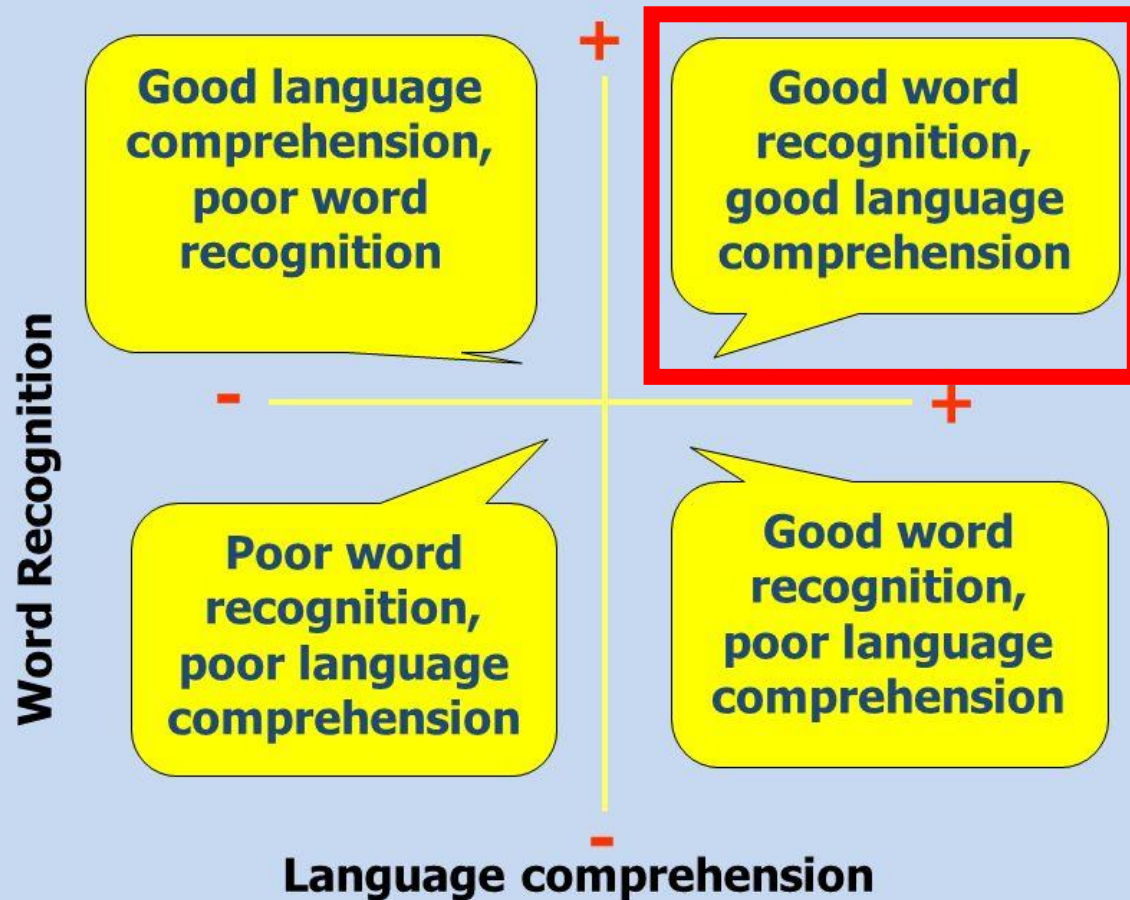 +
Good language
comprehension,
poor word
recognition
Good word
recognition,
good language
comprehension
Word Recognition
-
+
Poor word
recognition,
poor language
comprehension
Good word
recognition,
poor language
comprehension
-
Language comprehension